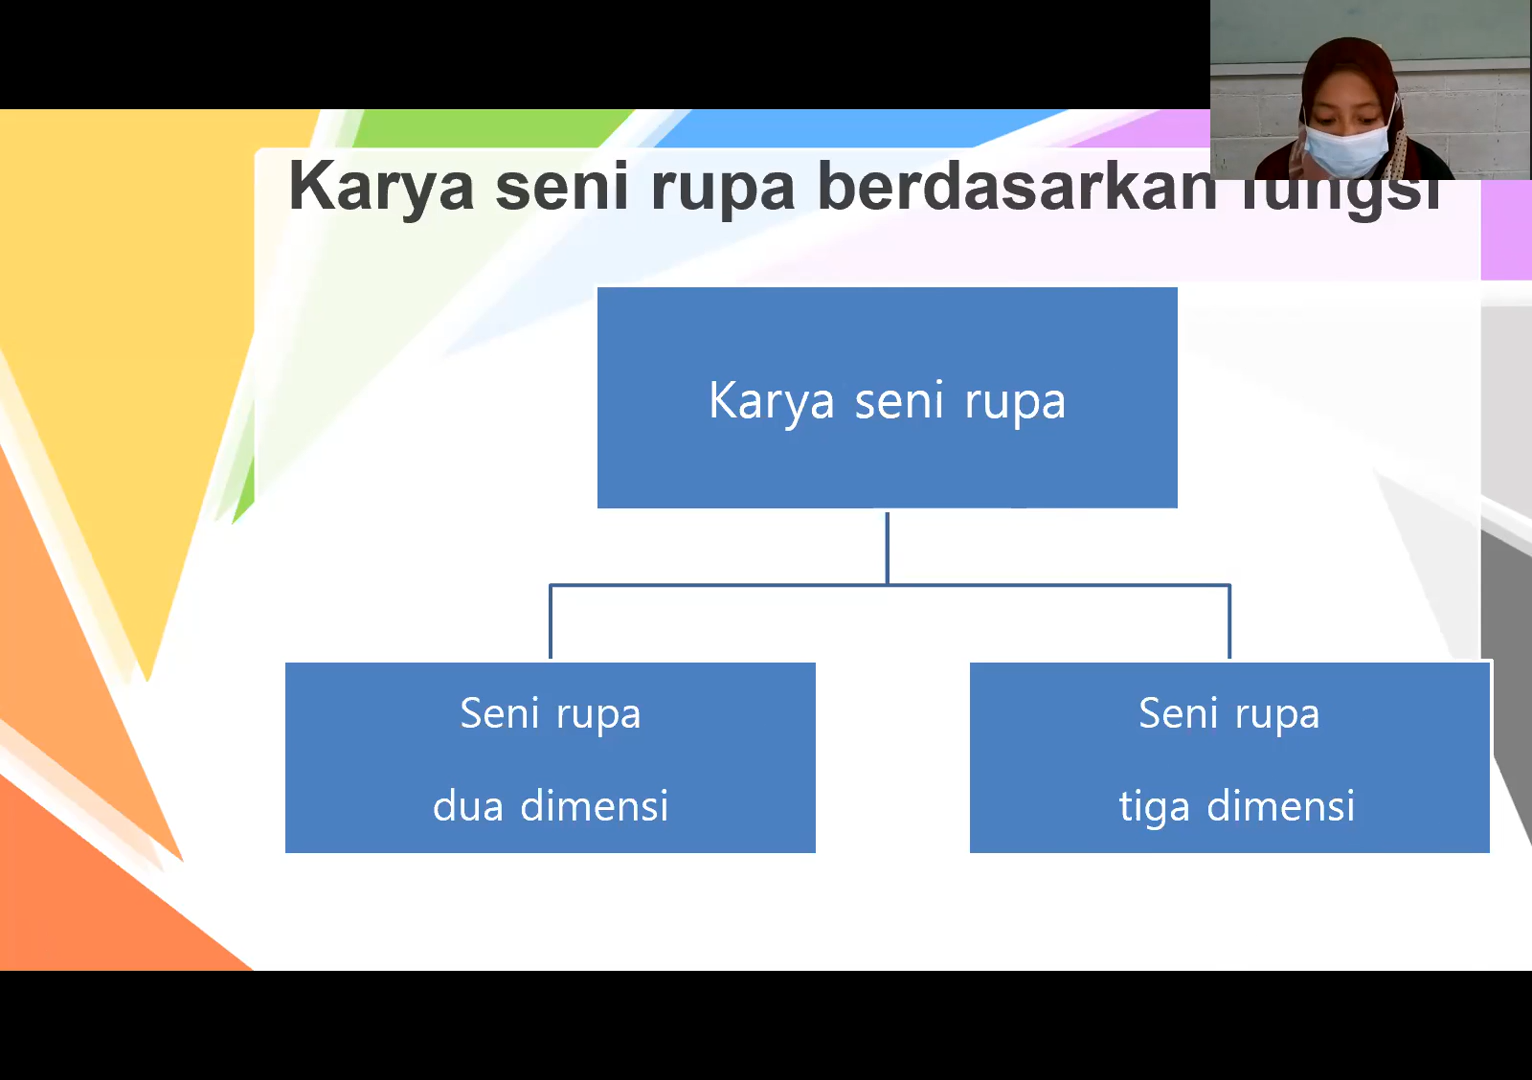 Karya seni rupa berdasarkan fungsi
Karya seni rupa
Seni rupa
dua dimensi
Seni rupa
tiga dimensi